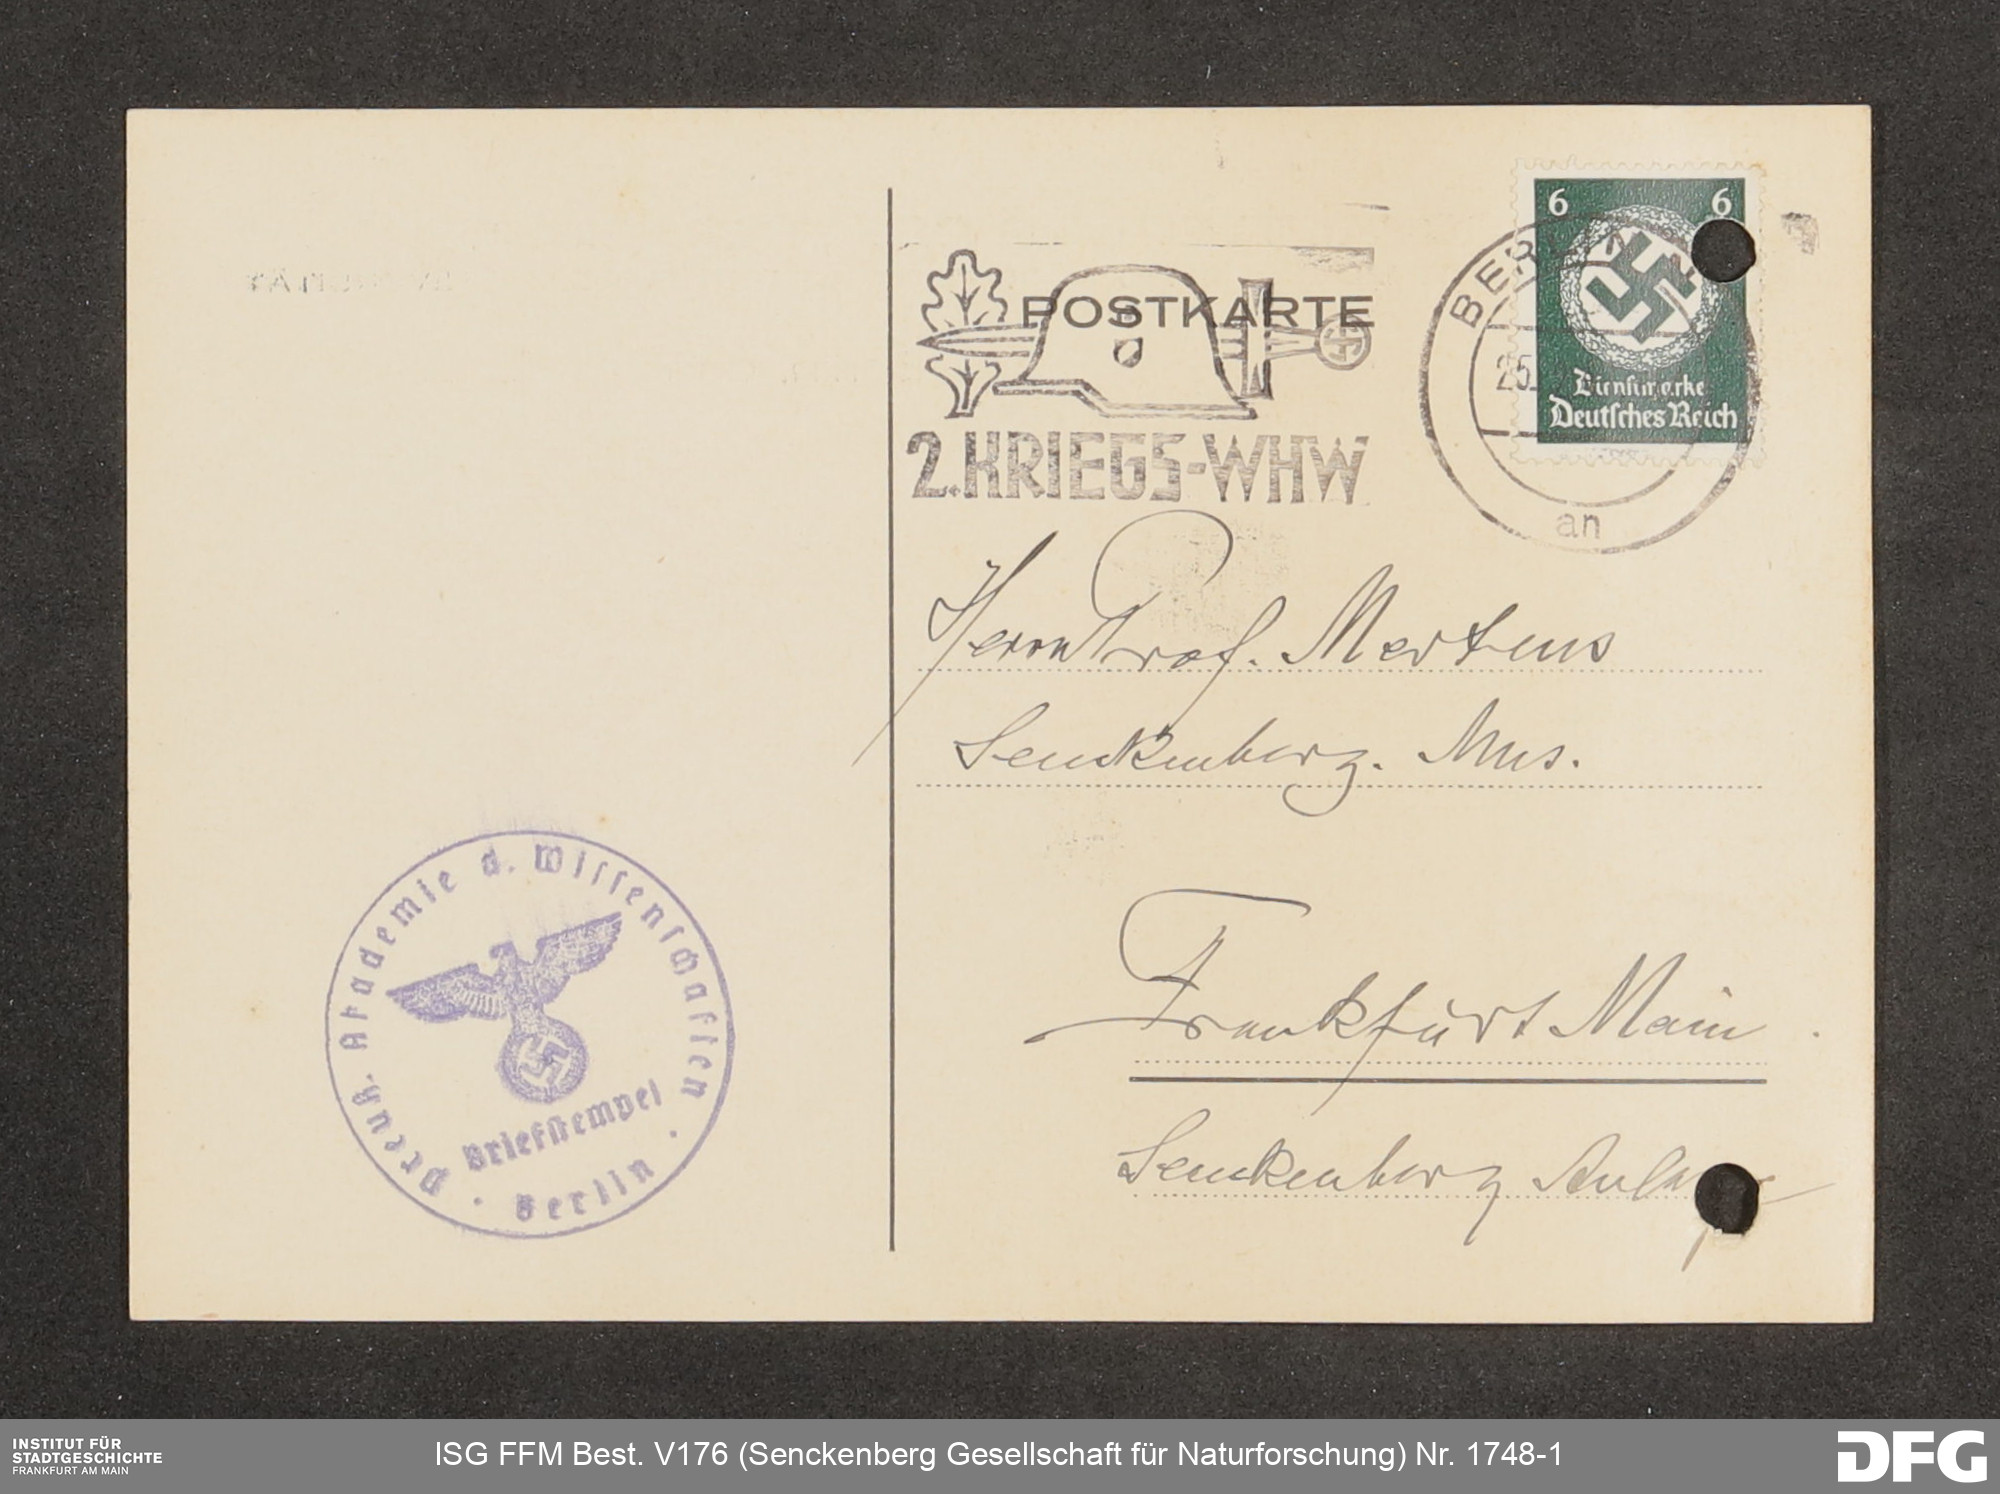 POSTKARTE
2. KRIEGS-WHW
BERLIN
25.
an
6 6
Dienstmarke
Deutsches Reich
Herrn Prof. Mertens
Senckenberg. Mus.
Frankfurt Main
Senckenberg
Preuß. Akademie d. Wissenschaften
Briefstempel
· Berlin ·
INSTITUT FÜR
STADTGESCHICHTE
FRANKFURT AM MAIN
ISG FFM Best. V176 (Senckenberg Gesellschaft für Naturforschung) Nr. 1748-1
DFG